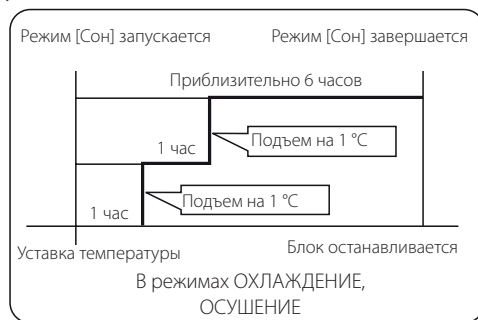 Режим [Сон] запускается
Режим [Сон] завершается
Приблизительно 6 часов
1 час
Подъем на 1 °C
1 час
Подъем на 1 °C
Уставка температуры
Блок останавливается
В режимах ОХЛАЖДЕНИЕ,
ОСУШЕНИЕ